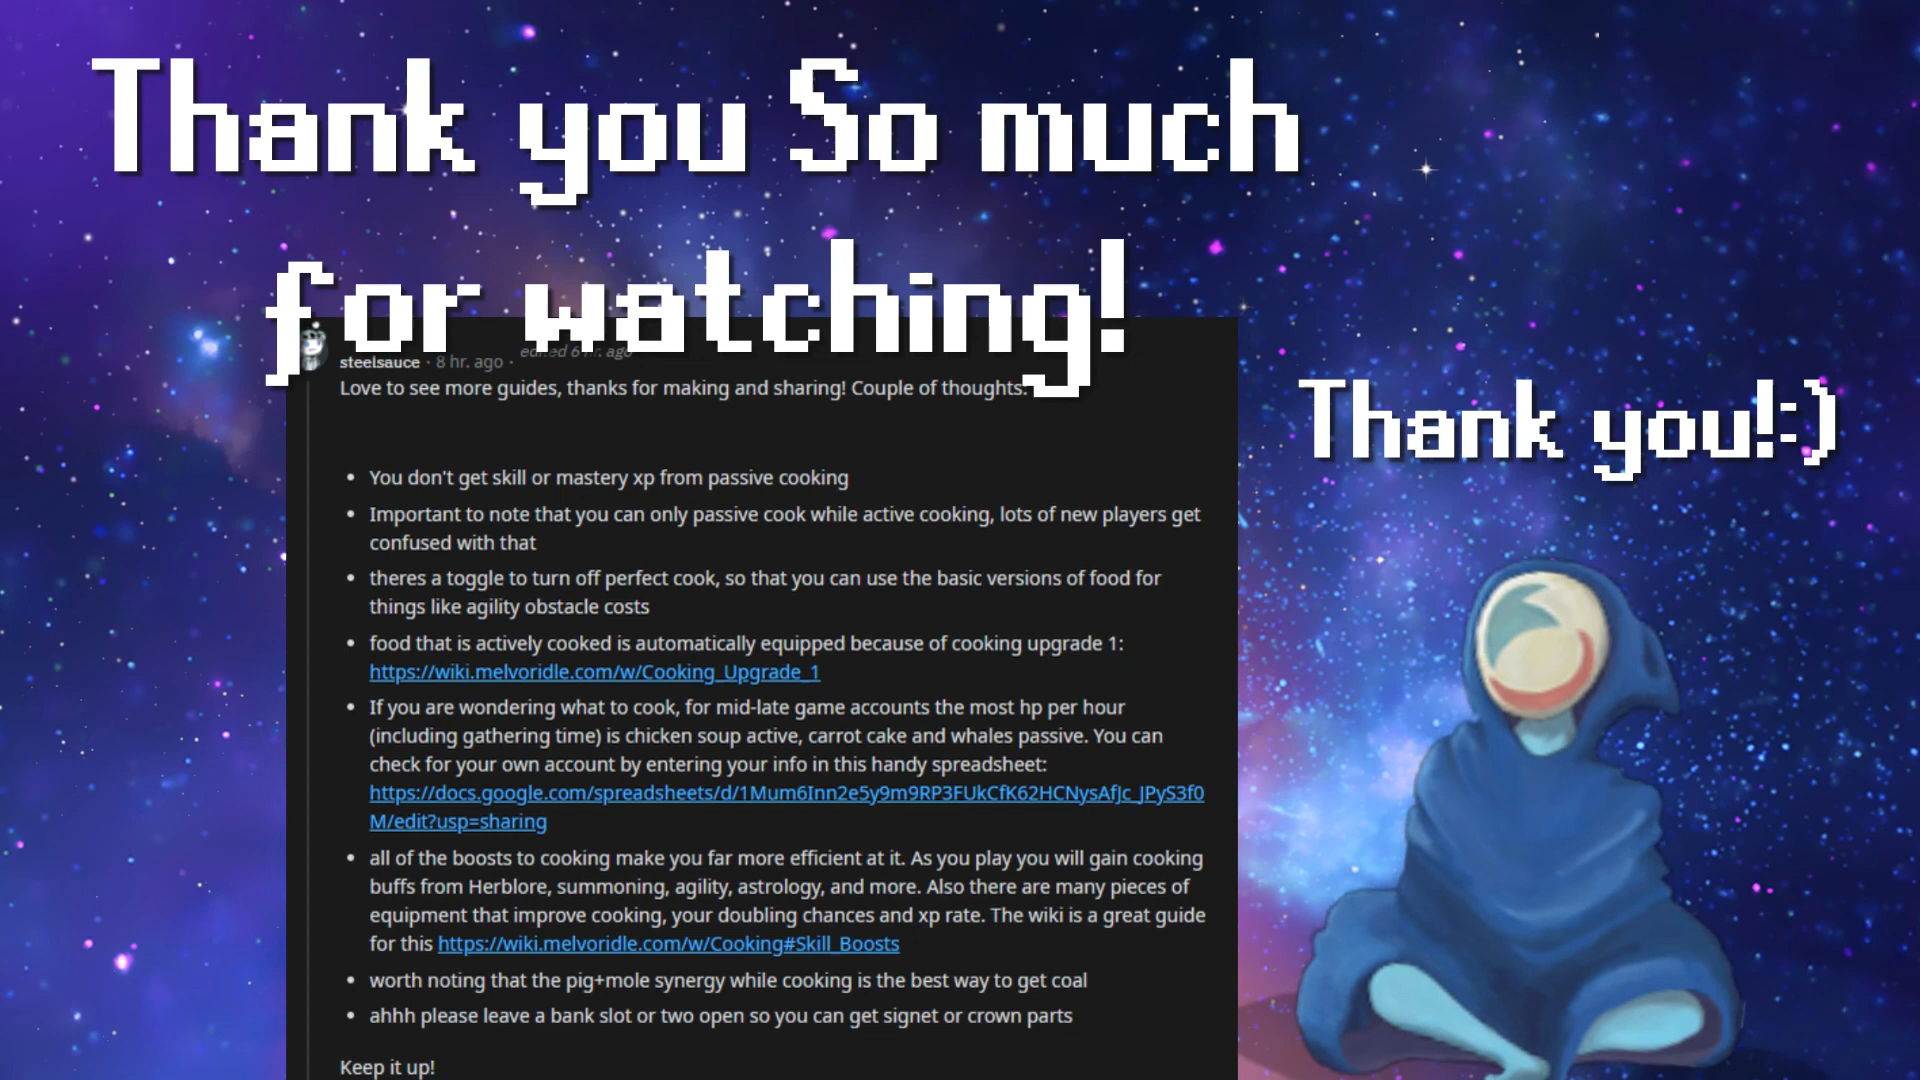 Thank you So much
for watching!
steelsauce · 8 hr. ago · edited 6 hr. ago
Love to see more guides, thanks for making and sharing! Couple of thoughts:
Thank you!:)
• You don't get skill or mastery xp from passive cooking
• Important to note that you can only passive cook while active cooking, lots of new players get
confused with that
• theres a toggle to turn off perfect cook, so that you can use the basic versions of food for
things like agility obstacle costs
• food that is actively cooked is automatically equipped because of cooking upgrade 1:
https://wiki.melvoridle.com/w/Cooking_Upgrade_1
• If you are wondering what to cook, for mid-late game accounts the most hp per hour
(including gathering time) is chicken soup active, carrot cake and whales passive. You can
check for your own account by entering your info in this handy spreadsheet:
https://docs.google.com/spreadsheets/d/1Mum6Inn2e5y9m9RP3FUkCfK62HCNysAfJc_JPyS3f0
M/edit?usp=sharing
• all of the boosts to cooking make you far more efficient at it. As you play you will gain cooking
buffs from Herblore, summoning, agility, astrology, and more. Also there are many pieces of
equipment that improve cooking, your doubling chances and xp rate. The wiki is a great guide
for this https://wiki.melvoridle.com/w/Cooking#Skill_Boosts
• worth noting that the pig+mole synergy while cooking is the best way to get coal
• ahhh please leave a bank slot or two open so you can get signet or crown parts
Keep it up!